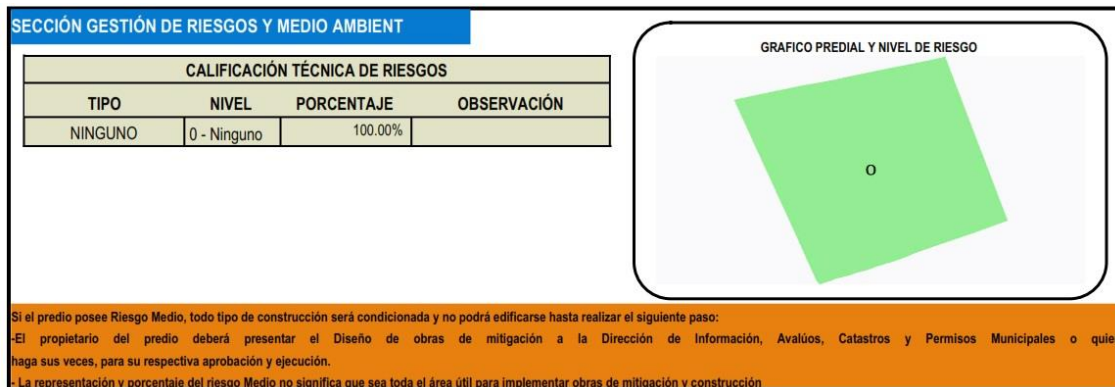 SECCIÓN GESTIÓN DE RIESGOS Y MEDIO AMBIENT
CALIFICACIÓN TÉCNICA DE RIESGOS
TIPO NIVEL PORCENTAJE OBSERVACIÓN
NINGUNO 0 - Ninguno 100.00%
GRAFICO PREDIAL Y NIVEL DE RIESGO
0
Si el predio posee Riesgo Medio, todo tipo de construcción será condicionada y no podrá edificarse hasta realizar el siguiente paso:
-El propietario del predio deberá presentar el Diseño de obras de mitigación a la Dirección de Información, Avalúos, Catastros y Permisos Municipales o quie
haga sus veces, para su respectiva aprobación y ejecución.
- La representación y porcentaje del riesgo Medio no significa que sea toda el área útil para implementar obras de mitigación y construcción